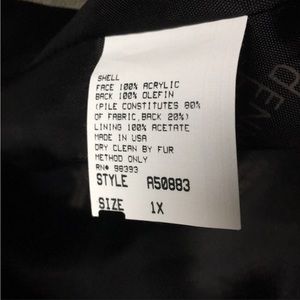 SHELL
FACE 100% ACRYLIC
BACK 100% OLEFIN
(PILE CONSTITUTES 80%
OF FABRIC, BACK 20%)
LINING 100% ACETATE
MADE IN USA
DRY CLEAN BY FUR
METHOD ONLY
RN# 98393
STYLE A50883
SIZE 1X